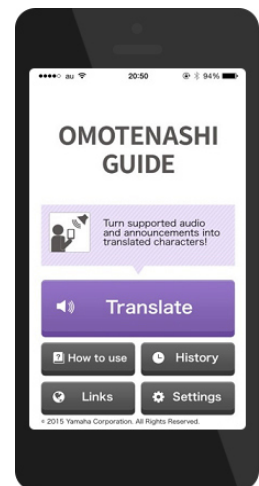 au 20:50 94%
OMOTENASHI
GUIDE
Turn supported audio
and announcements into
translated characters!
Translate
How to use
History
Links
Settings
© 2015 Yamaha Corporation. All Rights Reserved.